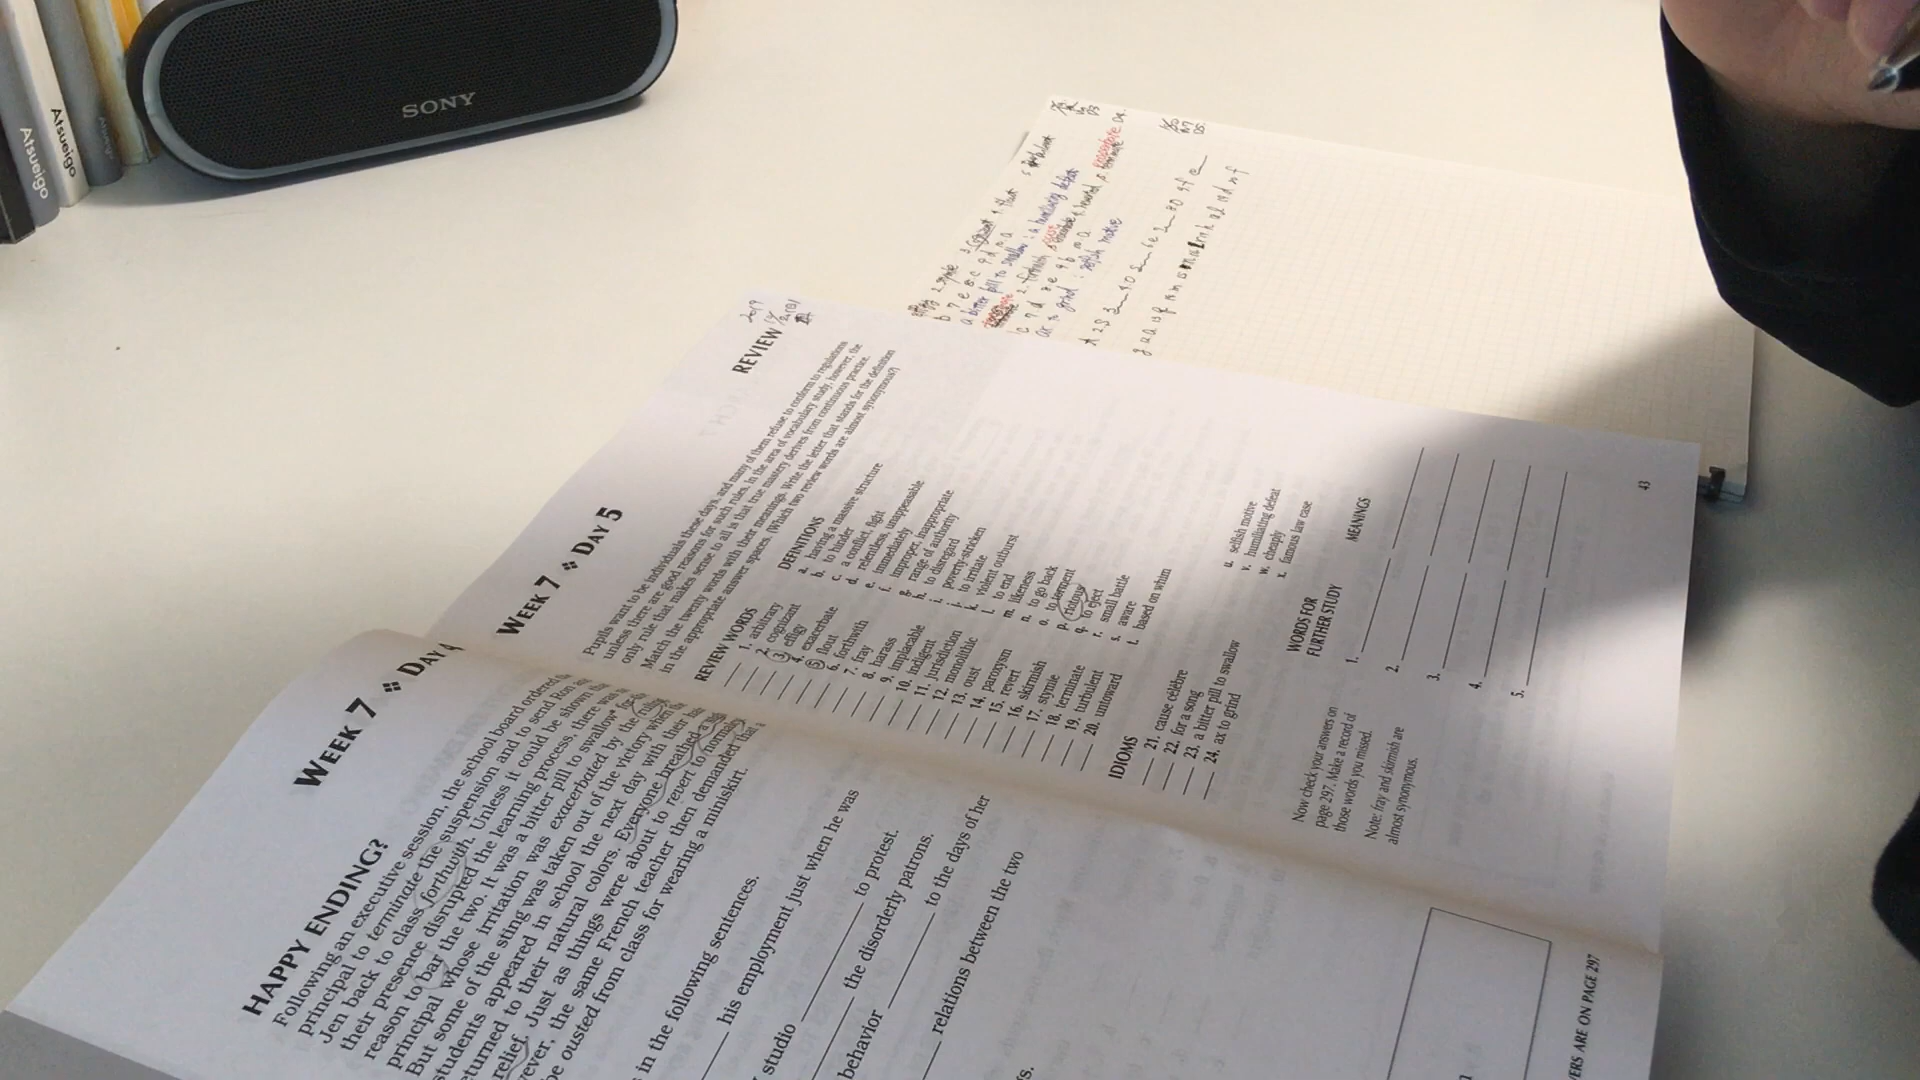 SONY
Atsueigo
Atsueigo
WEEK 7 ❖ DAY 4
HAPPY ENDING?
Following an executive session, the school board ordered
principal to terminate the suspension and to send Ron
Jen back to class forthwith. Unless it could be shown
their presence disrupted the learning process, there was
reason to bar the two. It was a bitter pill to swallow*
principal whose irritation was exacerbated by the
But some of the sting was taken out of the victory when
students appeared in school the next day with their
returned to their natural colors. Everyone breathed
relief. Just as things were about to revert to
the same French teacher then demanded that
be ousted from class for wearing a miniskirt.
in the following sentences.
his employment just when he was
studio ______ to protest.
______ the disorderly patrons.
behavior ______ to the days of her
______ relations between the two
ARE ON PAGE 297
WEEK 7 ❖ DAY 5
REVIEW
2019
Pupils want to be individuals these days, and many of them refuse to conform to regulations
unless there are good reasons for such rules. In the area of vocabulary study, however, the
only rule that makes sense to all is that true mastery derives from continuous practice.
Match the twenty words with their meanings. Write the letter that stands for the definition
in the appropriate answer spaces. (Which two review words are almost synonymous?)
REVIEW WORDS
1. arbitrary
2. cognizant
3. effigy
4. exacerbate
5. flout
6. forthwith
7. fray
8. harass
9. implacable
10. indigent
11. jurisdiction
12. monolithic
13. oust
14. paroxysm
15. revert
16. skirmish
17. stymie
18. terminate
19. turbulent
20. untoward
DEFINITIONS
a. having a massive structure
b. to hinder
c. a conflict, fight
d. relentless, unappeasable
e. immediately
f. improper, inappropriate
g. range of authority
h. to disregard
i. poverty-stricken
j. to irritate
k. violent outburst
l. to end
m. likeness
n. to go back
o. to torment
p. riotous
q. to eject
r. small battle
s. aware
t. based on whim
IDIOMS
21. cause célèbre
22. for a song
23. a bitter pill to swallow
24. ax to grind
u. selfish motive
v. humiliating defeat
w. cheaply
x. famous law case
Now check your answers on
page 297. Make a record of
those words you missed.
Note: fray and skirmish are
almost synonymous.
WORDS FOR
FURTHER STUDY
MEANINGS
1.
2.
3.
4.
5.
43
a bitter pill to swallow : a humiliating defeat
ax to grind : selfish motive